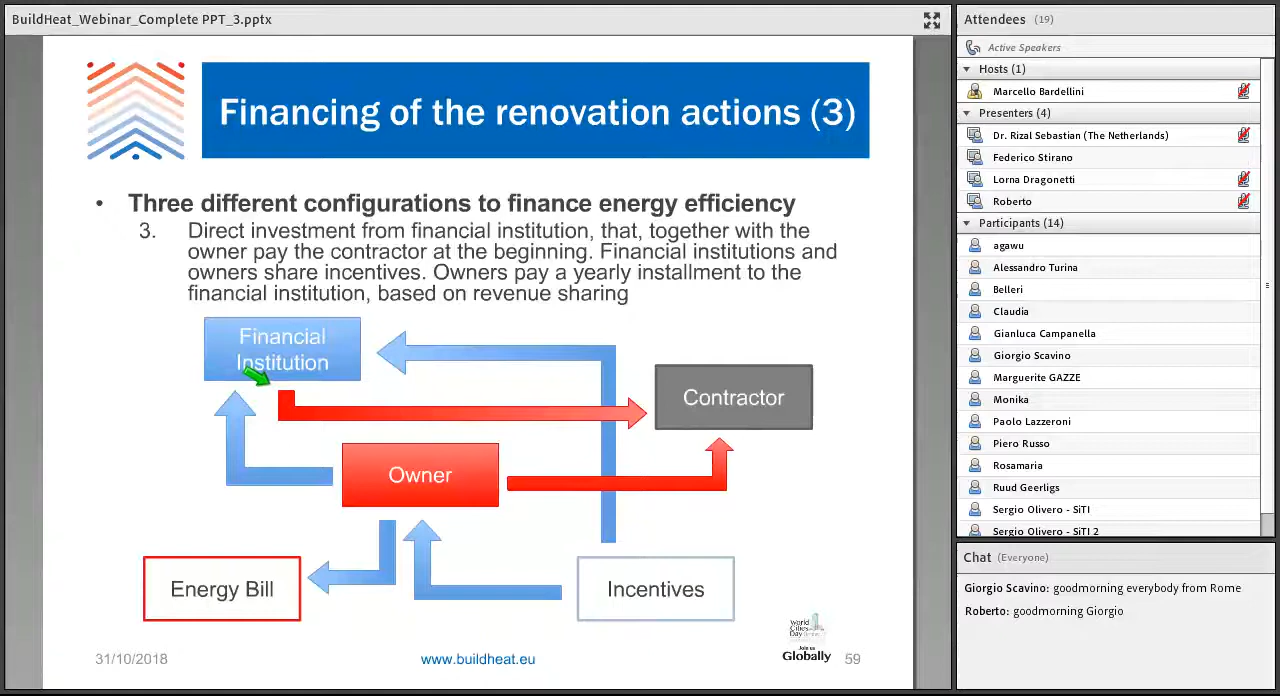 BuildHeat_Webinar_Complete PPT_3.pptx
Financing of the renovation actions (3)
• Three different configurations to finance energy efficiency
3. Direct investment from financial institution, that, together with the
owner pay the contractor at the beginning. Financial institutions and
owners share incentives. Owners pay a yearly installment to the
financial institution, based on revenue sharing
Financial
Institution
Contractor
Owner
Energy Bill
Incentives
World
Cities
Day
Join us
Globally
31/10/2018
www.buildheat.eu
59
Attendees (19)
Active Speakers
Hosts (1)
Marcello Bardellini
Presenters (4)
Dr. Rizal Sebastian (The Netherlands)
Federico Stirano
Lorna Dragonetti
Roberto
Participants (14)
agawu
Alessandro Turina
Belleri
Claudia
Gianluca Campanella
Giorgio Scavino
Marguerite GAZZE
Monika
Paolo Lazzeroni
Piero Russo
Rosamaria
Ruud Geerligs
Sergio Olivero - SiTI
Sergio Olivero - SiTI 2
Chat (Everyone)
Giorgio Scavino: goodmorning everybody from Rome
Roberto: goodmorning Giorgio